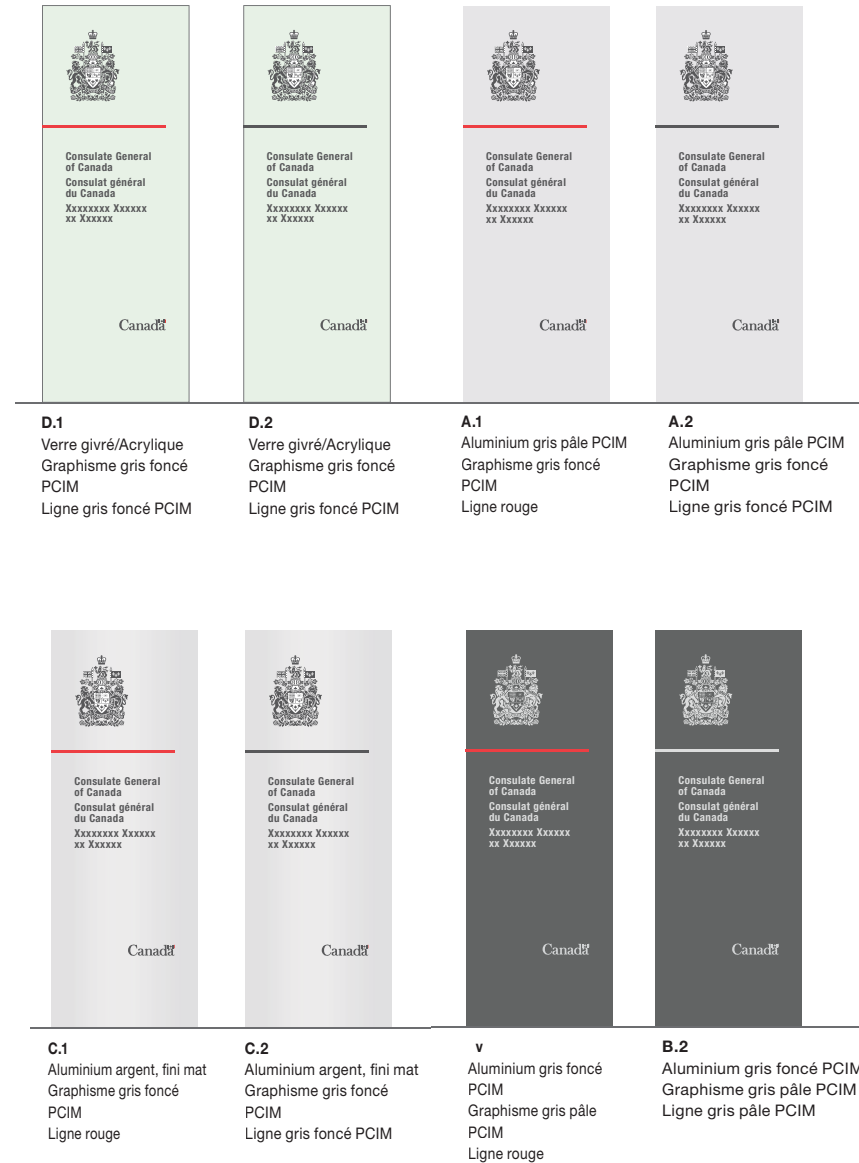 Consulate General
of Canada
Consulat général
du Canada
Xxxxxxxx Xxxxxx
xx Xxxxxx
Canada
D.1
Verre givré/Acrylique
Graphisme gris foncé
PCIM
Ligne gris foncé PCIM
Consulate General
of Canada
Consulat général
du Canada
Xxxxxxxx Xxxxxx
xx Xxxxxx
Canada
D.2
Verre givré/Acrylique
Graphisme gris foncé
PCIM
Ligne gris foncé PCIM
Consulate General
of Canada
Consulat général
du Canada
Xxxxxxxx Xxxxxx
xx Xxxxxx
Canada
A.1
Aluminium gris pâle PCIM
Graphisme gris foncé
PCIM
Ligne rouge
Consulate General
of Canada
Consulat général
du Canada
Xxxxxxxx Xxxxxx
xx Xxxxxx
Canada
A.2
Aluminium gris pâle PCIM
Graphisme gris foncé
PCIM
Ligne gris foncé PCIM
Consulate General
of Canada
Consulat général
du Canada
Xxxxxxxx Xxxxxx
xx Xxxxxx
Canada
C.1
Aluminium argent, fini mat
Graphisme gris foncé
PCIM
Ligne rouge
Consulate General
of Canada
Consulat général
du Canada
Xxxxxxxx Xxxxxx
xx Xxxxxx
Canada
C.2
Aluminium argent, fini mat
Graphisme gris foncé
PCIM
Ligne gris foncé PCIM
Consulate General
of Canada
Consulat général
du Canada
Xxxxxxxx Xxxxxx
xx Xxxxxx
Canada
v
Aluminium gris foncé
PCIM
Graphisme gris pâle
PCIM
Ligne rouge
Consulate General
of Canada
Consulat général
du Canada
Xxxxxxxx Xxxxxx
xx Xxxxxx
Canada
B.2
Aluminium gris foncé PCIM
Graphisme gris pâle PCIM
Ligne gris pâle PCIM